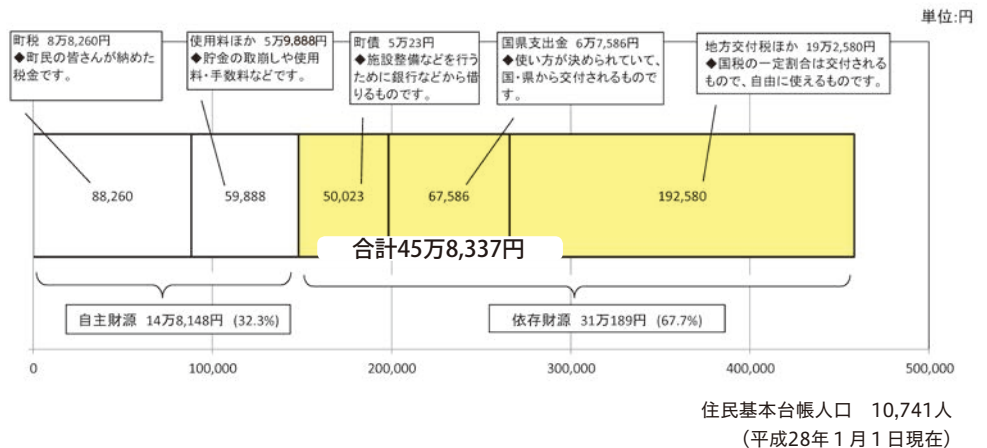 単位:円
町税 8万8,260円
◆町民の皆さんが納めた
税金です。
使用料ほか 5万9,888円
◆貯金の取崩しや使用
料・手数料などです。
町債 5万23円
◆施設整備などを行う
ために銀行などから借
りるものです。
国県支出金 6万7,586円
◆使い方が決められていて、
国・県から交付されるもので
す。
地方交付税ほか 19万2,580円
◆国税の一定割合は交付される
もので、自由に使えるものです。
88,260
59,888
50,023
67,586
192,580
合計45万8,337円
自主財源 14万8,148円 (32.3%)
依存財源 31万189円 (67.7%)
0
100,000
200,000
300,000
400,000
500,000
住民基本台帳人口 10,741人
（平成28年1月1日現在）